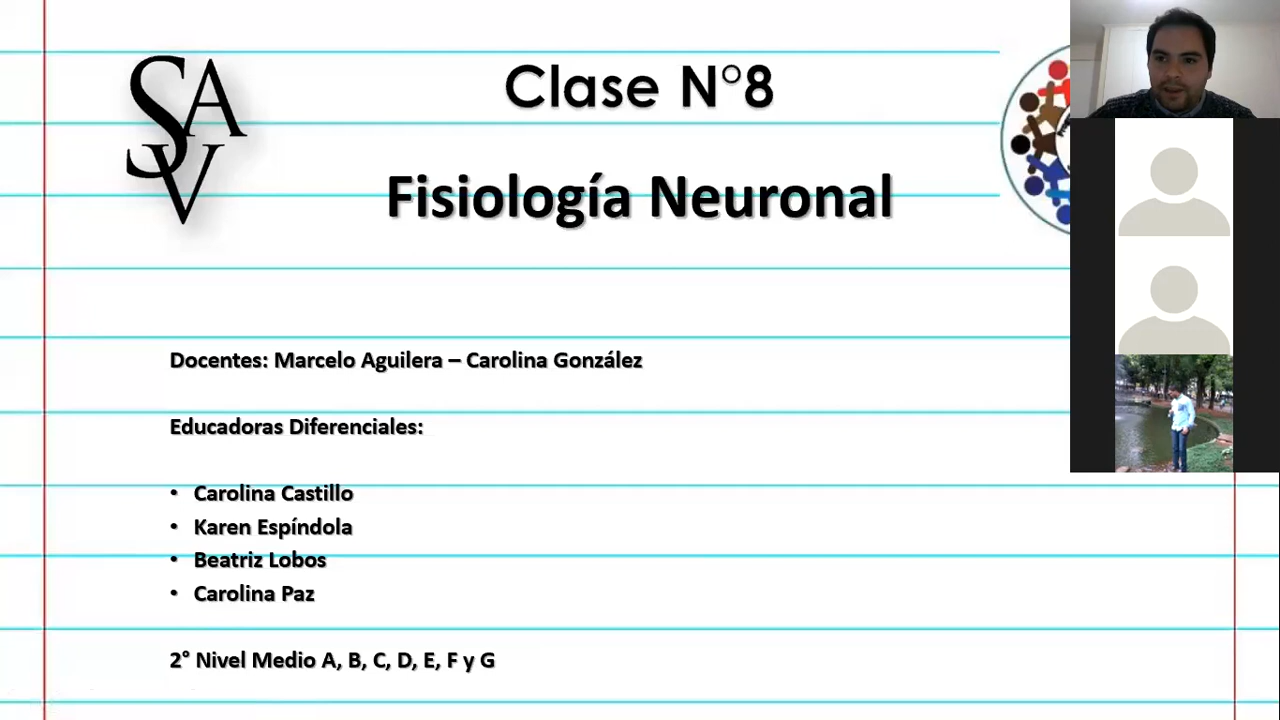 SAV
Clase N°8
Fisiología Neuronal
Docentes: Marcelo Aguilera – Carolina González
Educadoras Diferenciales:
• Carolina Castillo
• Karen Espíndola
• Beatriz Lobos
• Carolina Paz
2° Nivel Medio A, B, C, D, E, F y G